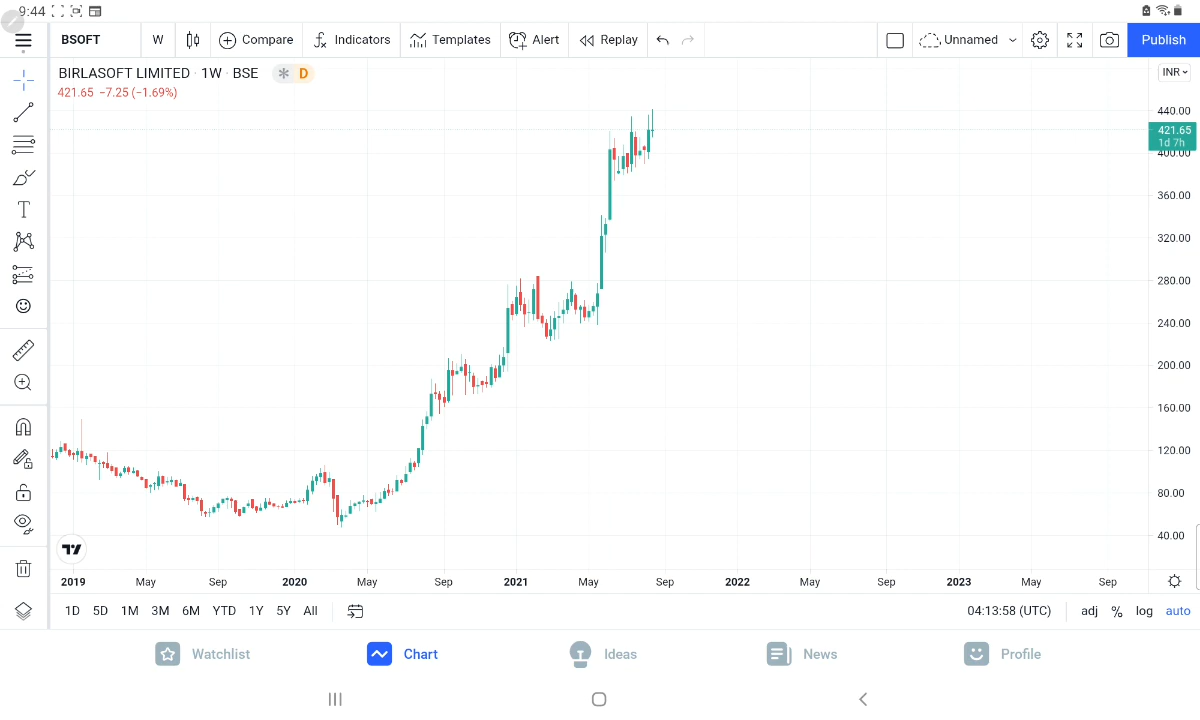 9:44
BSOFT W Compare Indicators Templates Alert Replay Unnamed Publish
BIRLASOFT LIMITED · 1W · BSE D INR
421.65 −7.25 (−1.69%)
440.00
421.65
1d 7h
400.00
360.00
320.00
280.00
240.00
200.00
160.00
120.00
80.00
40.00
2019 May Sep 2020 May Sep 2021 May Sep 2022 May Sep 2023 May Sep
1D 5D 1M 3M 6M YTD 1Y 5Y All 04:13:58 (UTC) adj % log auto
Watchlist Chart Ideas News Profile